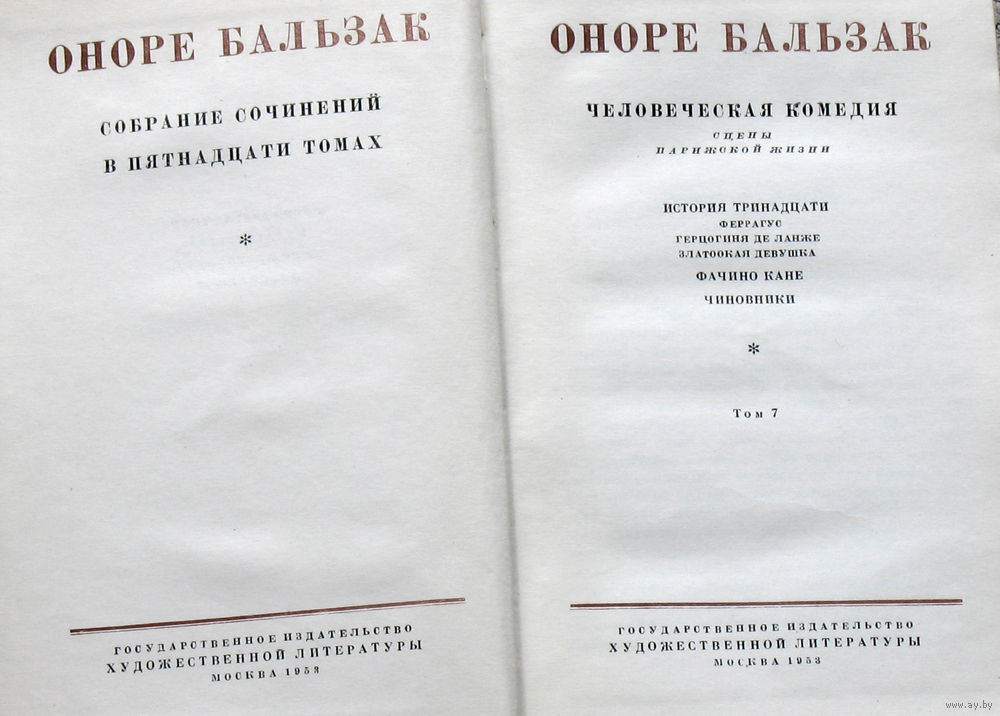 ОНОРЕ БАЛЬЗАК
СОБРАНИЕ СОЧИНЕНИЙ
В ПЯТНАДЦАТИ ТОМАХ
*
ГОСУДАРСТВЕННОЕ ИЗДАТЕЛЬСТВО
ХУДОЖЕСТВЕННОЙ ЛИТЕРАТУРЫ
МОСКВА 1953
ОНОРЕ БАЛЬЗАК
ЧЕЛОВЕЧЕСКАЯ КОМЕДИЯ
СЦЕНЫ
ПАРИЖСКОЙ ЖИЗНИ
ИСТОРИЯ ТРИНАДЦАТИ
ФЕРРАГУС
ГЕРЦОГИНЯ ДЕ ЛАНЖЕ
ЗЛАТООКАЯ ДЕВУШКА
ФАЧИНО КАНЕ
ЧИНОВНИКИ
*
Том 7
ГОСУДАРСТВЕННОЕ ИЗДАТЕЛЬСТВО
ХУДОЖЕСТВЕННОЙ ЛИТЕРАТУРЫ
МОСКВА 1953
www.ay.by